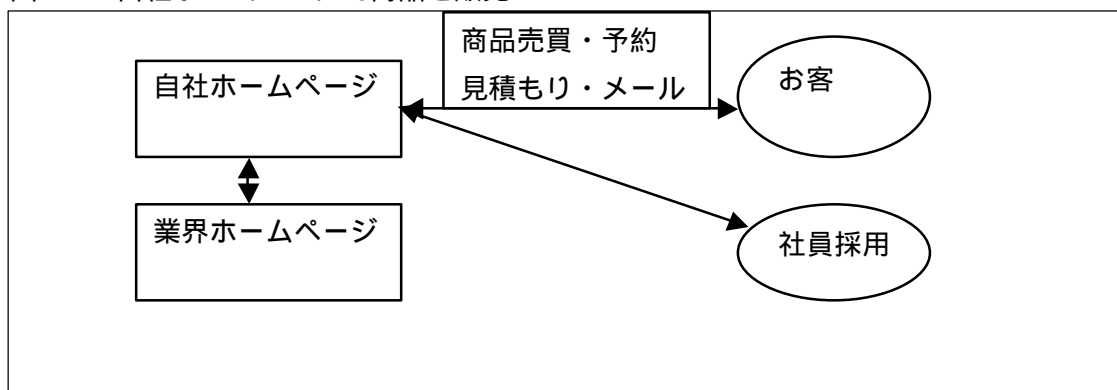 商品売買・予約
見積もり・メール
自社ホームページ
お客
業界ホームページ
社員採用